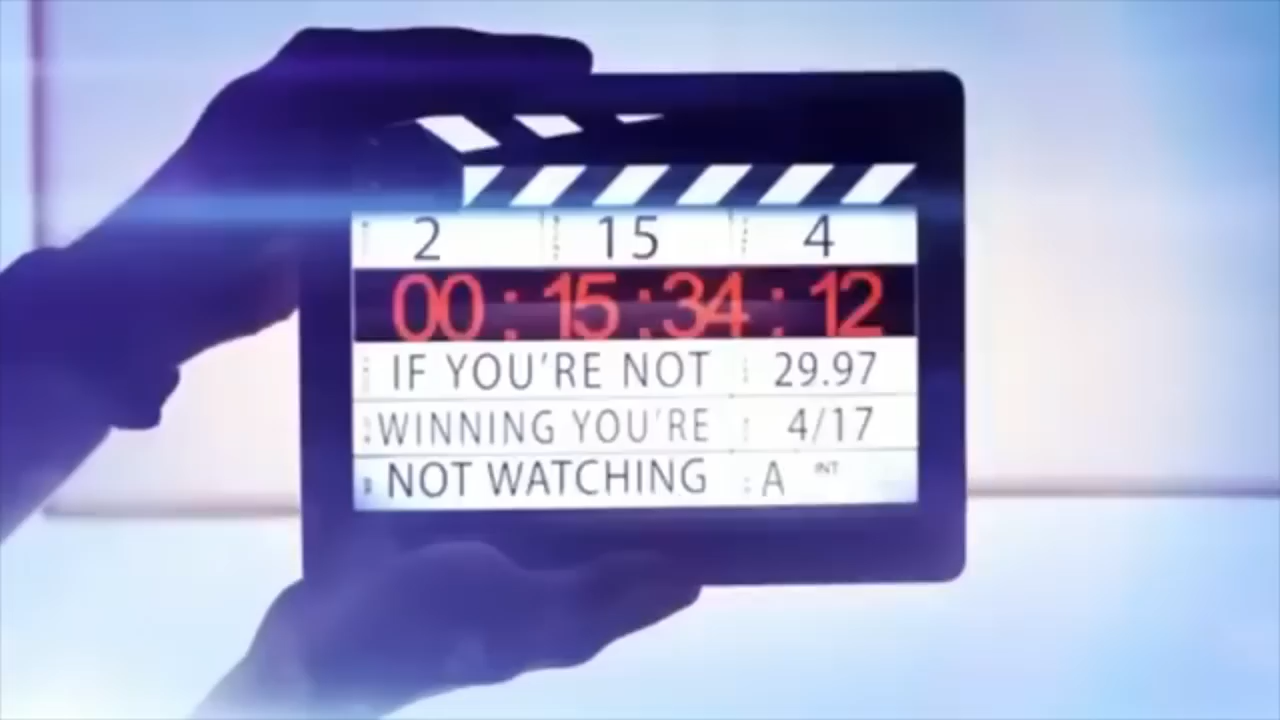 2 15 4
00:15:34:12
IF YOU'RE NOT 29.97
WINNING YOU'RE 4/17
NOT WATCHING A INT